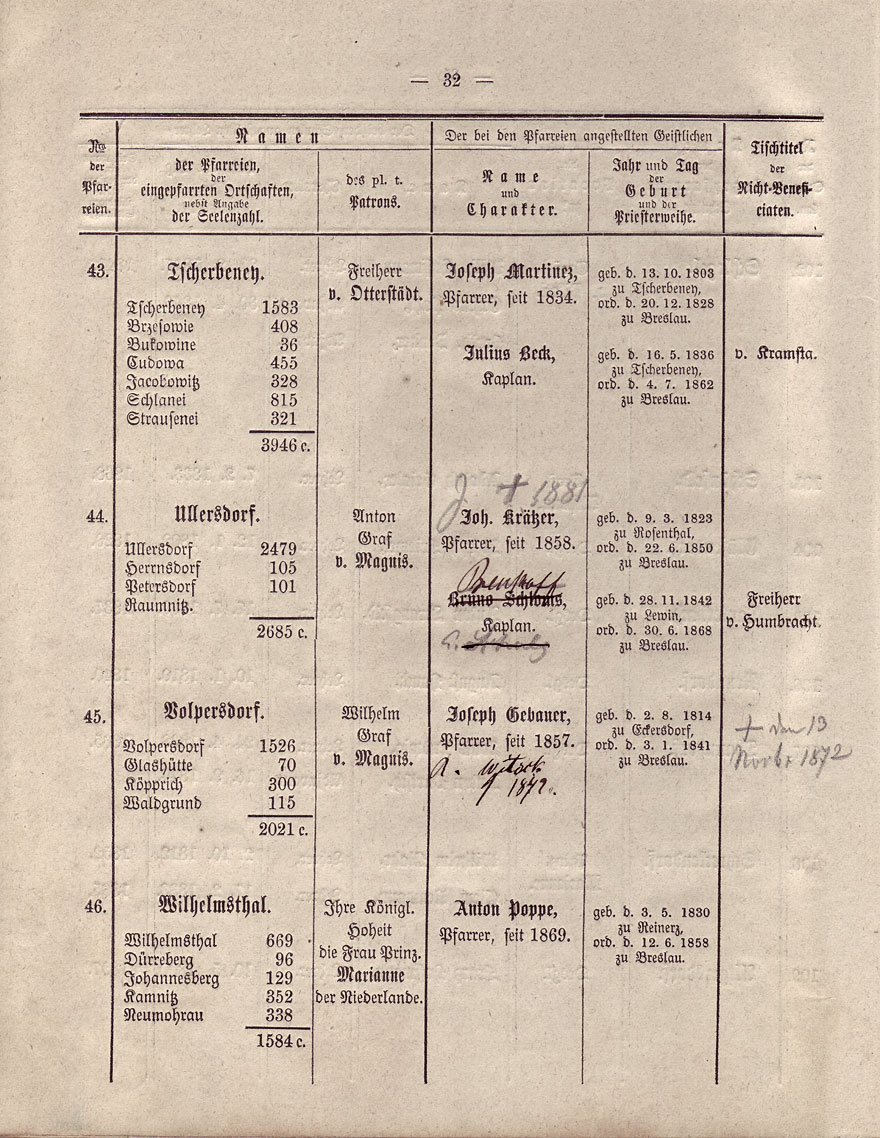 — 32 —
Nro
der
Pfar-
reien.
Namen
der Pfarreien,
der
eingepfarrten Ortschaften,
nebst Angabe
der Seelenzahl.
des pl. t.
Patrons.
Der bei den Pfarreien angestellten Geistlichen
Name
und
Charakter.
Jahr und Tag
der
Geburt
und der
Priesterweihe.
Tischtitel
der
Nicht-Benefi-
ciaten.
43.
Tscherbeney.
Tscherbeney 1583
Brzesowie 408
Bukowine 36
Cudowa 455
Jacobowitz 328
Schlanei 815
Strausenei 321
3946 c.
Freiherr
v. Otterstädt.
Joseph Martinez,
Pfarrer, seit 1834.
geb. d. 13. 10. 1803
zu Tscherbeney,
ord. d. 20. 12. 1828
zu Breslau.
Julius Beck,
Kaplan.
geb. d. 16. 5. 1836
zu Tscherbeney,
ord. d. 4. 7. 1862
zu Breslau.
v. Kramsta.
44.
Ullersdorf.
Ullersdorf 2479
Herrnsdorf 105
Petersdorf 101
Raumnitz.
2685 c.
Anton
Graf
v. Magnis.
† 1881
Joh. Krätzer,
Pfarrer, seit 1858.
geb. d. 9. 3. 1823
zu Rosenthal,
ord. d. 22. 6. 1850
zu Breslau.
Bruno Schloms,
Kaplan.
geb. d. 28. 11. 1842
zu Lewin,
ord. d. 30. 6. 1868
zu Breslau.
Freiherr
v. Humbracht.
45.
Volpersdorf.
Volpersdorf 1526
Glashütte 70
Köpprich 300
Waldgrund 115
2021 c.
Wilhelm
Graf
v. Magnis.
Joseph Gebauer,
Pfarrer, seit 1857.
A.
1872.
geb. d. 2. 8. 1814
zu Eckersdorf,
ord. d. 3. 1. 1841
zu Breslau.
† den 13
Novbr 1872
46.
Wilhelmsthal.
Wilhelmsthal 669
Dürreberg 96
Johannesberg 129
Kamnitz 352
Neumohrau 338
1584 c.
Ihre Königl.
Hoheit
die Frau Prinz.
Marianne
der Niederlande.
Anton Poppe,
Pfarrer, seit 1869.
geb. d. 3. 5. 1830
zu Reinerz,
ord. d. 12. 6. 1858
zu Breslau.